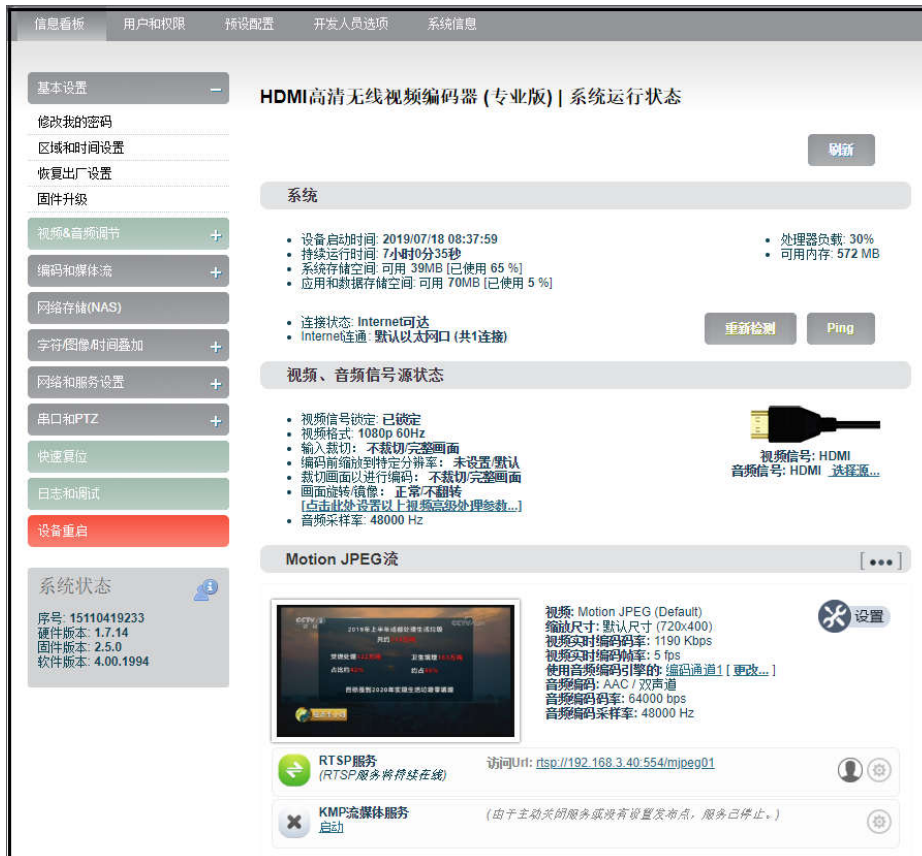 信息看板 用户和权限 预设配置 开发人员选项 系统信息
基本设置
修改我的密码
区域和时间设置
恢复出厂设置
固件升级
视频&音频调节
编码和媒体流
网络存储(NAS)
字符/图像/时间叠加
网络和服务设置
串口和PTZ
快速复位
日志和调试
设备重启
系统状态
序号: 15110419233
硬件版本: 1.7.14
固件版本: 2.5.0
软件版本: 4.00.1994
HDMI高清无线视频编码器 (专业版) | 系统运行状态
刷新
系统
设备启动时间: 2019/07/18 08:37:59
持续运行时间: 7小时0分35秒
系统存储空间: 可用 39MB [已使用 65 %]
应用和数据存储空间: 可用 70MB [已使用 5 %]
处理器负载: 30%
可用内存: 572 MB
连接状态: Internet可达
Internet连通: 默认以太网口 (共1连接)
重新检测 Ping
视频、音频信号源状态
视频信号锁定: 已锁定
视频格式: 1080p 60Hz
输入裁切: 不裁切/完整画面
编码前缩放到特定分辨率: 未设置/默认
裁切画面以进行编码: 不裁切/完整画面
画面旋转/镜像: 正常/不翻转
[点击此处设置以上视频高级处理参数...]
音频采样率: 48000 Hz
视频信号: HDMI
音频信号: HDMI 选择源...
Motion JPEG流
[•••]
视频: Motion JPEG (Default)
缩放尺寸: 默认尺寸 (720x400)
视频实时编码码率: 1190 Kbps
视频实时编码帧率: 5 fps
使用音频编码引擎的: 编码通道1 [ 更改... ]
音频编码: AAC / 双声道
音频编码码率: 64000 bps
音频编码采样率: 48000 Hz
设置
RTSP服务
(RTSP服务将持续在线)
访问Url: rtsp://192.168.3.40:554/mjpeg01
KMP流媒体服务
启动
(由于主动关闭服务或没有设置发布点，服务已停止。)